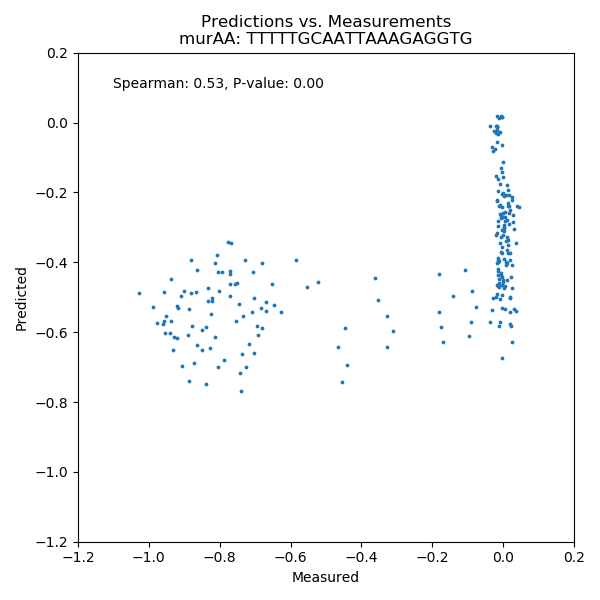 Predictions vs. Measurements
murAA: TTTTTGCAATTAAAGAGGTG
Spearman: 0.53, P-value: 0.00
0.2
0.0
−0.2
−0.4
−0.6
−0.8
−1.0
−1.2
Predicted
−1.2 −1.0 −0.8 −0.6 −0.4 −0.2 0.0 0.2
Measured